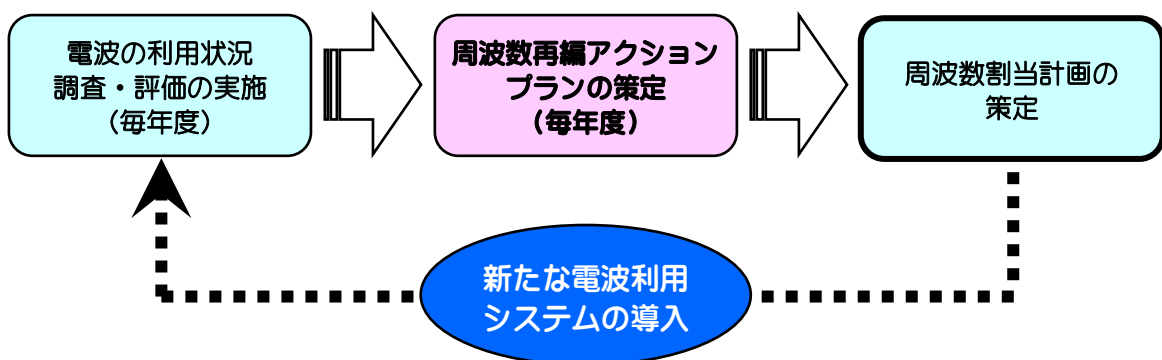 電波の利用状況
調査・評価の実施
（毎年度）
周波数再編アクション
プランの策定
（毎年度）
周波数割当計画の
策定
新たな電波利用
システムの導入